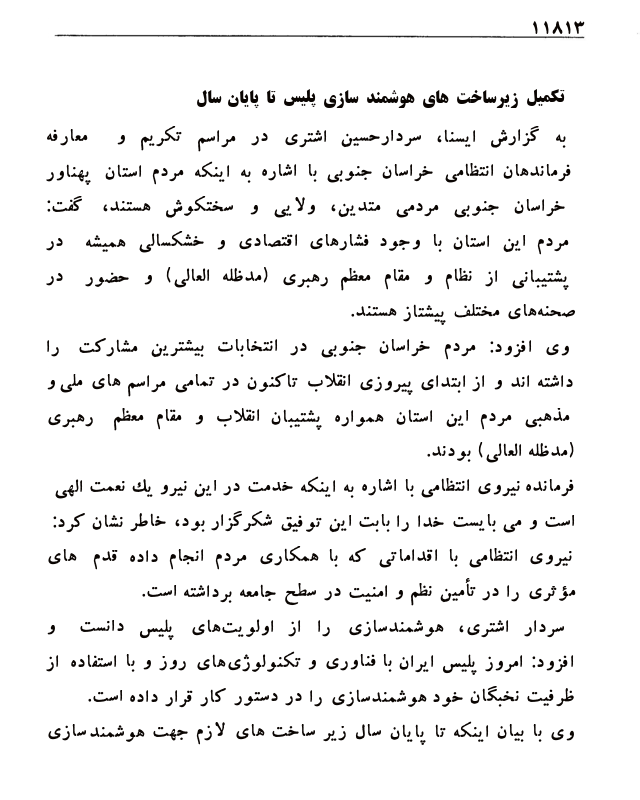 ۱۱۸۱۳
تکمیل زیرساخت های هوشمند سازی پلیس تا پایان سال
به گزارش ایسنا، سردارحسین اشتری در مراسم تکریم و معارفه
فرماندهان انتظامی خراسان جنوبی با اشاره به اینکه مردم استان پهناور
خراسان جنوبی مردمی متدین، ولایی و سختکوش هستند، گفت:
مردم این استان با وجود فشارهای اقتصادی و خشکسالی همیشه در
پشتیبانی از نظام و مقام معظم رهبری (مدظله العالی) و حضور در
صحنه‌های مختلف پیشتاز هستند.
وی افزود: مردم خراسان جنوبی در انتخابات بیشترین مشارکت را
داشته اند و از ابتدای پیروزی انقلاب تاکنون در تمامی مراسم های ملی و
مذهبی مردم این استان همواره پشتیبان انقلاب و مقام معظم رهبری
(مدظله العالی) بودند.
فرمانده نیروی انتظامی با اشاره به اینکه خدمت در این نیرو یك نعمت الهی
است و می بایست خدا را بابت این توفیق شکرگزار بود، خاطر نشان کرد:
نیروی انتظامی با اقداماتی که با همکاری مردم انجام داده قدم های
مؤثری را در تأمین نظم و امنیت در سطح جامعه برداشته است.
سردار اشتری، هوشمندسازی را از اولویت‌های پلیس دانست و
افزود: امروز پلیس ایران با فناوری و تکنولوژی‌های روز و با استفاده از
ظرفیت نخبگان خود هوشمندسازی را در دستور کار قرار داده است.
وی با بیان اینکه تا پایان سال زیر ساخت های لازم جهت هوشمند سازی